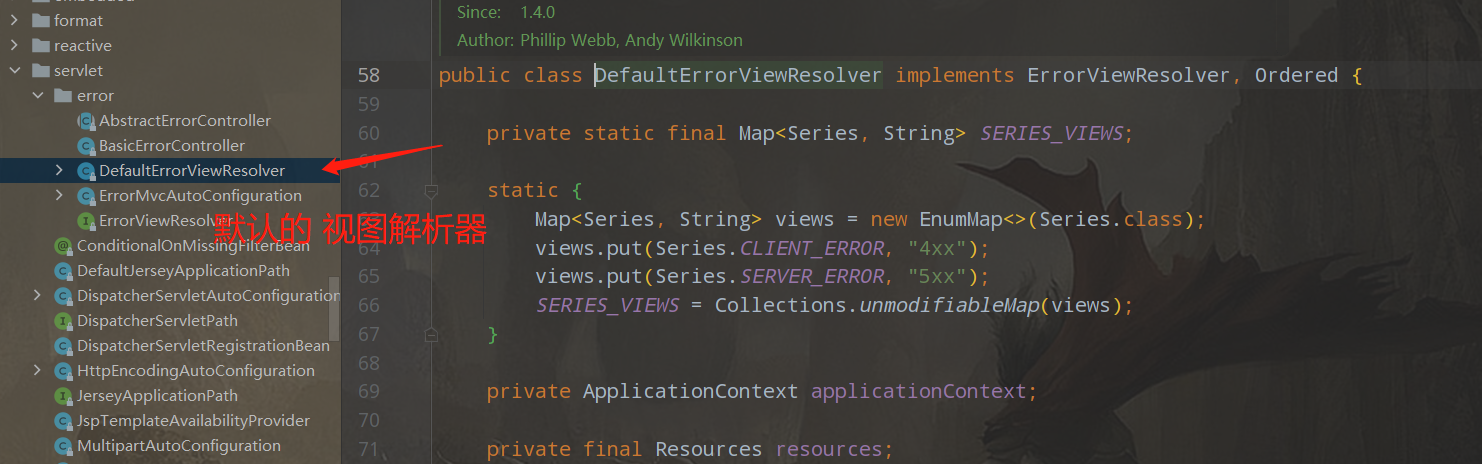 embedded
format
reactive
servlet
error
AbstractErrorController
BasicErrorController
DefaultErrorViewResolver
ErrorMvcAutoConfiguration
ErrorViewResolver
默认的 视图解析器
ConditionalOnMissingFilterBean
DefaultJerseyApplicationPath
DispatcherServletAutoConfiguration
DispatcherServletPath
DispatcherServletRegistrationBean
HttpEncodingAutoConfiguration
JerseyApplicationPath
JspTemplateAvailabilityProvider
MultipartAutoConfiguration
Since: 1.4.0
Author: Phillip Webb, Andy Wilkinson
58 public class DefaultErrorViewResolver implements ErrorViewResolver, Ordered {
59
60 private static final Map<Series, String> SERIES_VIEWS;
61
62 static {
63 Map<Series, String> views = new EnumMap<>(Series.class);
64 views.put(Series.CLIENT_ERROR, "4xx");
65 views.put(Series.SERVER_ERROR, "5xx");
66 SERIES_VIEWS = Collections.unmodifiableMap(views);
67 }
68
69 private ApplicationContext applicationContext;
70
71 private final Resources resources;